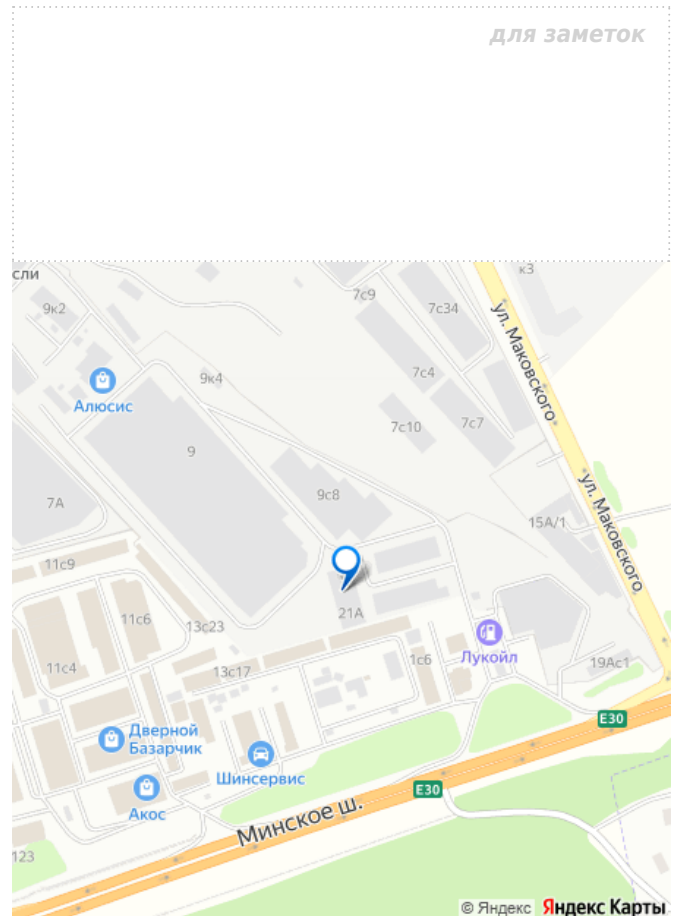 для заметок
сли
к3
9к2
7с9
7с34
ул. Маковского
Алюсис
9к4
7с4
7с10
7с7
9
9с8
7А
ул. Маковского
15А/1
11с9
11с6
13с23
21А
11с4
13с17
1с6
Лукойл
19Ас1
Е30
Дверной
Базарчик
Шинсервис
Е30
Акос
Минское ш.
123
© Яндекс Яндекс Карты